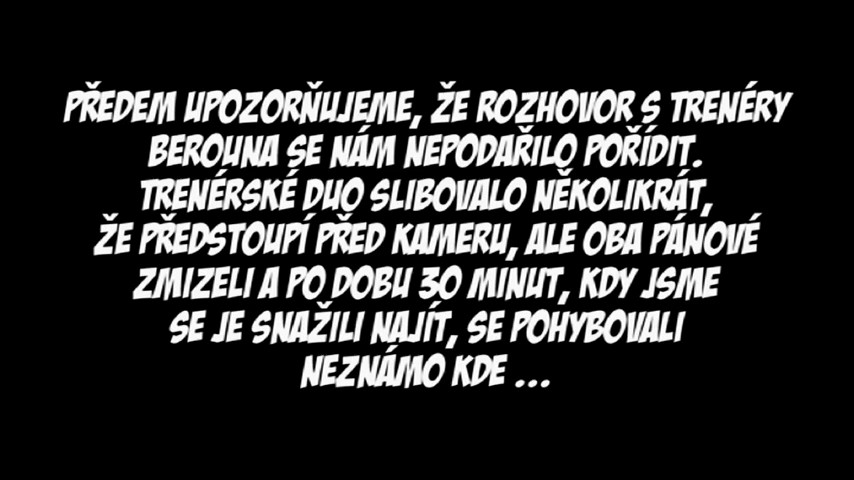 PŘEDEM UPOZORŇUJEME, ŽE ROZHOVOR S TRENÉRY
BEROUNA SE NÁM NEPODAŘILO POŘÍDIT.
TRENÉRSKÉ DUO SLIBOVALO NĚKOLIKRÁT,
ŽE PŘEDSTOUPÍ PŘED KAMERU, ALE OBA PÁNOVÉ
ZMIZELI A PO DOBU 30 MINUT, KDY JSME
SE JE SNAŽILI NAJÍT, SE POHYBOVALI
NEZNÁMO KDE ...